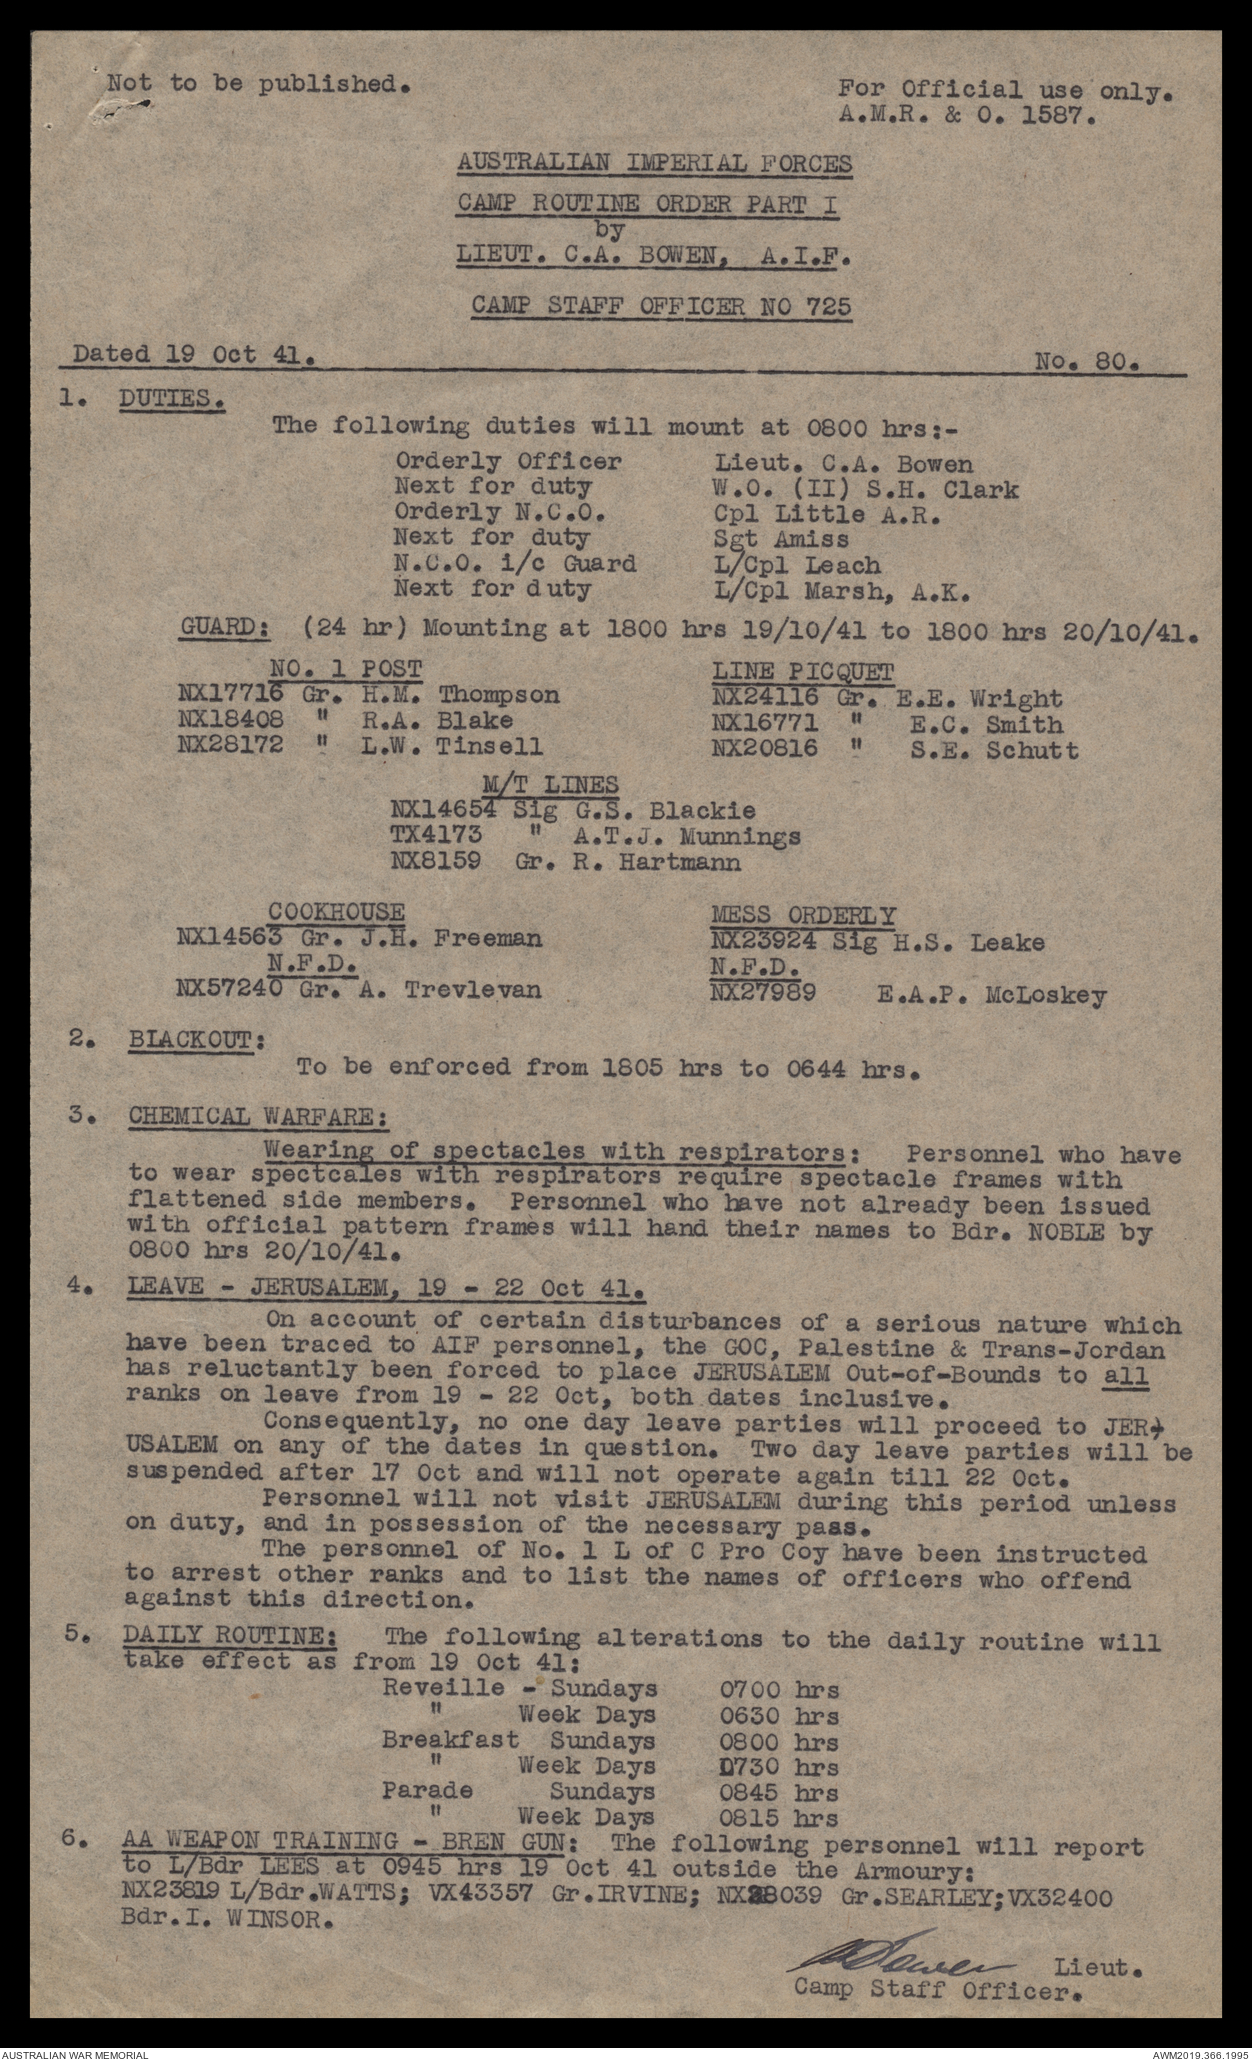 Not to be published.
For Official use only.
A.M.R. & O. 1587.
AUSTRALIAN IMPERIAL FORCES
CAMP ROUTINE ORDER PART I
by
LIEUT. C.A. BOWEN, A.I.F.
CAMP STAFF OFFICER NO 725
Dated 19 Oct 41. No. 80.
1. DUTIES.
The following duties will mount at 0800 hrs:-
Orderly Officer Lieut. C.A. Bowen
Next for duty W.O. (II) S.H. Clark
Orderly N.C.O. Cpl Little A.R.
Next for duty Sgt Amiss
N.C.O. i/c Guard L/Cpl Leach
Next for duty L/Cpl Marsh, A.K.
GUARD: (24 hr) Mounting at 1800 hrs 19/10/41 to 1800 hrs 20/10/41.
NO. 1 POST LINE PICQUET
NX17716 Gr. H.M. Thompson NX24116 Gr. E.E. Wright
NX18408 " R.A. Blake NX16771 " E.C. Smith
NX28172 " L.W. Tinsell NX20816 " S.E. Schutt
M/T LINES
NX14654 Sig G.S. Blackie
TX4173 " A.T.J. Munnings
NX8159 Gr. R. Hartmann
COOKHOUSE MESS ORDERLY
NX14563 Gr. J.H. Freeman NX23924 Sig H.S. Leake
N.F.D. N.F.D.
NX57240 Gr. A. Trevlevan NX27989 E.A.P. McLoskey
2. BLACKOUT:
To be enforced from 1805 hrs to 0644 hrs.
3. CHEMICAL WARFARE:
Wearing of spectacles with respirators: Personnel who have
to wear spectcales with respirators require spectacle frames with
flattened side members. Personnel who have not already been issued
with official pattern frames will hand their names to Bdr. NOBLE by
0800 hrs 20/10/41.
4. LEAVE - JERUSALEM, 19 - 22 Oct 41.
On account of certain disturbances of a serious nature which
have been traced to AIF personnel, the GOC, Palestine & Trans-Jordan
has reluctantly been forced to place JERUSALEM Out-of-Bounds to all
ranks on leave from 19 - 22 Oct, both dates inclusive.
Consequently, no one day leave parties will proceed to JER-
USALEM on any of the dates in question. Two day leave parties will be
suspended after 17 Oct and will not operate again till 22 Oct.
Personnel will not visit JERUSALEM during this period unless
on duty, and in possession of the necessary pass.
The personnel of No. 1 L of C Pro Coy have been instructed
to arrest other ranks and to list the names of officers who offend
against this direction.
5. DAILY ROUTINE: The following alterations to the daily routine will
take effect as from 19 Oct 41:
Reveille - Sundays 0700 hrs
" Week Days 0630 hrs
Breakfast Sundays 0800 hrs
" Week Days 0730 hrs
Parade Sundays 0845 hrs
" Week Days 0815 hrs
6. AA WEAPON TRAINING - BREN GUN: The following personnel will report
to L/Bdr LEES at 0945 hrs 19 Oct 41 outside the Armoury:
NX23819 L/Bdr.WATTS; VX43357 Gr.IRVINE; Gr.SEARLEY;VX32400
Bdr.I. WINSOR.
Lieut.
Camp Staff Officer.
AUSTRALIAN WAR MEMORIAL AWM2019.366.1995